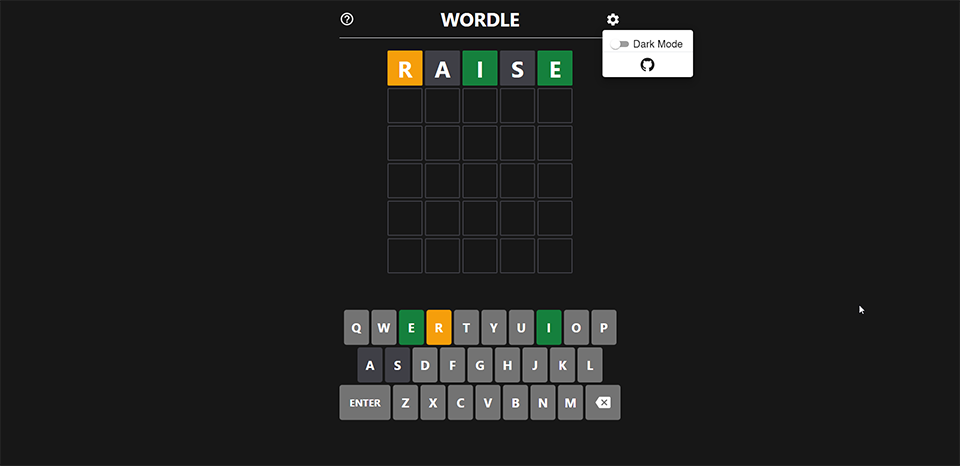 WORDLE
Dark Mode
R A I S E
Q W E R T Y U I O P
A S D F G H J K L
ENTER Z X C V B N M